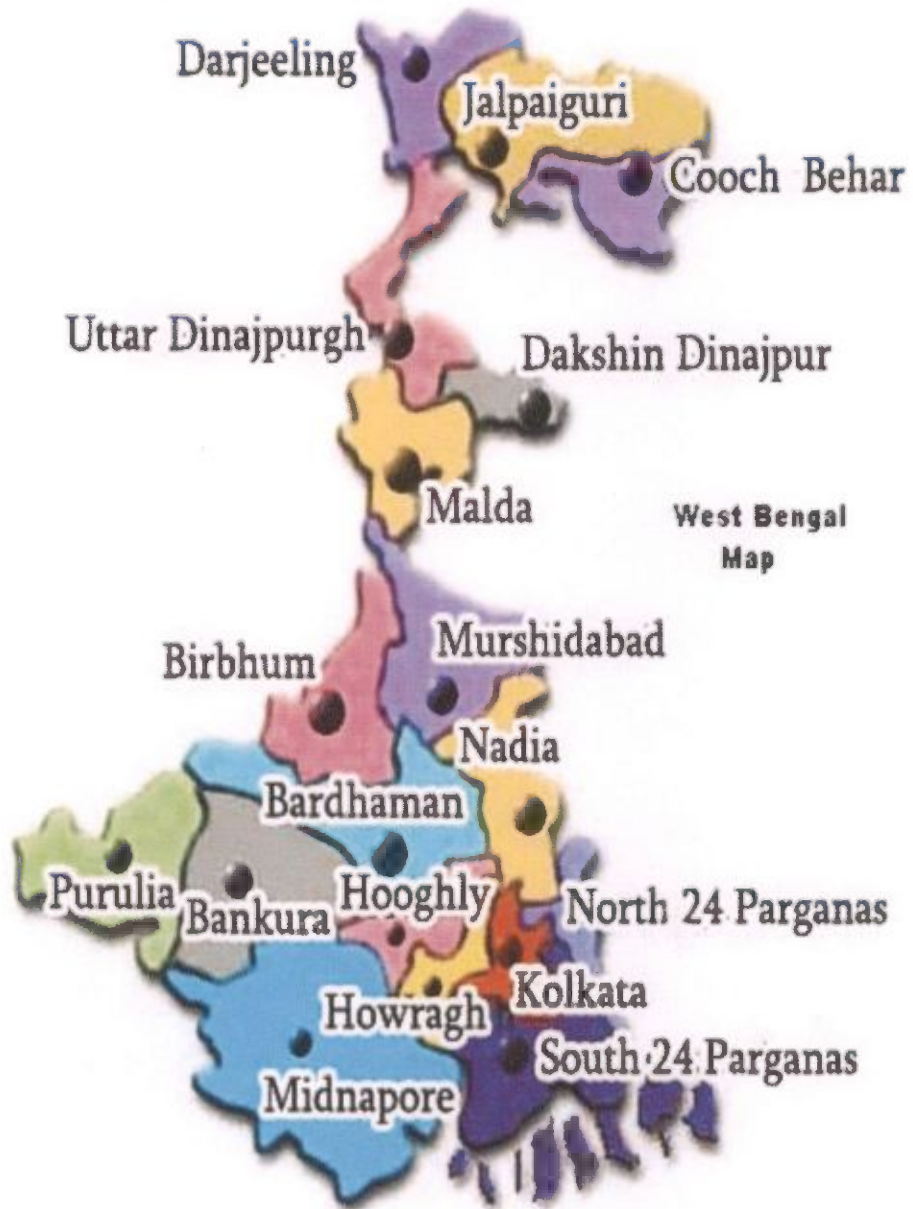 Darjeeling
Jalpaiguri
Cooch Behar
Uttar Dinajpurgh
Dakshin Dinajpur
Malda
West Bengal
Map
Murshidabad
Birbhum
Nadia
Bardhaman
Purulia
Bankura
Hooghly
North 24 Parganas
Kolkata
Howragh
South 24 Parganas
Midnapore